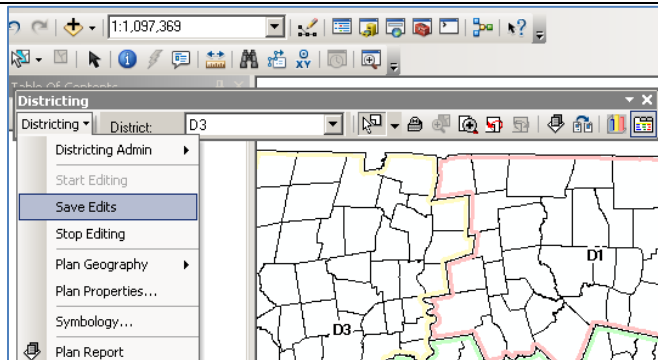 1:1,097,369
Table Of Contents
Districting
Districting District: D3
Districting Admin
Start Editing
Save Edits
Stop Editing
Plan Geography
Plan Properties...
Symbology...
Plan Report
D1
D3